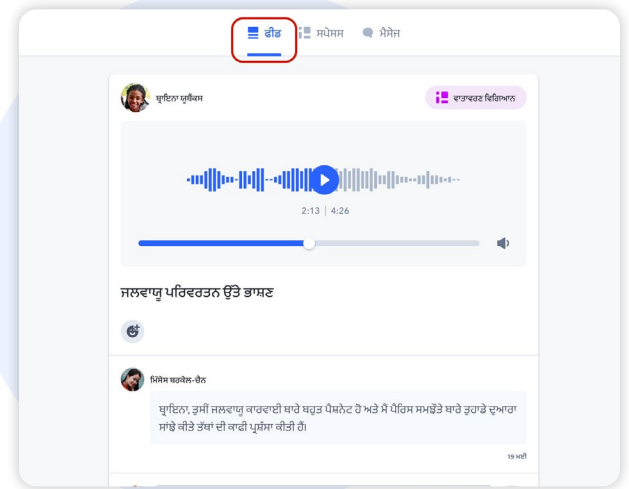 ਫੀਡ ਸਪੇਸਸ ਮੈਸੇਜ
ਬ੍ਰਾਇਨਾ ਯੂਬੈਂਕਸ ਵਾਤਾਵਰਣ ਵਿਗਿਆਨ
2:13 | 4:26
ਜਲਵਾਯੂ ਪਰਿਵਰਤਨ ਉੱਤੇ ਭਾਸ਼ਣ
ਮਿੱਸੇਸ ਬਰਕੇਲ-ਚੈਨ
ਬ੍ਰਾਇਨਾ, ਤੁਸੀਂ ਜਲਵਾਯੂ ਕਾਰਵਾਈ ਬਾਰੇ ਬਹੁਤ ਪੈਸ਼ਨੇਟ ਹੋ ਅਤੇ ਮੈਂ ਪੈਰਿਸ ਸਮਝੌਤੇ ਬਾਰੇ ਤੁਹਾਡੇ ਦੁਆਰਾ
ਸਾਂਝੇ ਕੀਤੇ ਤੱਥਾਂ ਦੀ ਕਾਫੀ ਪ੍ਰਸ਼ੰਸਾ ਕੀਤੀ ਹੈਂ।
19 ਮਈ